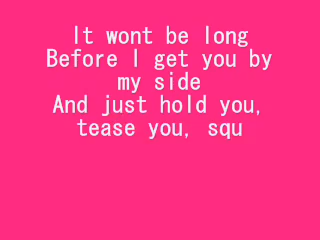 It wont be long
Before I get you by
my side
And just hold you,
tease you, squ